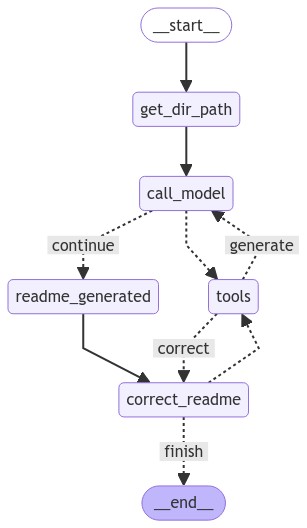 __start__
get_dir_path
call_model
continue
generate
readme_generated
tools
correct
correct_readme
finish
__end__